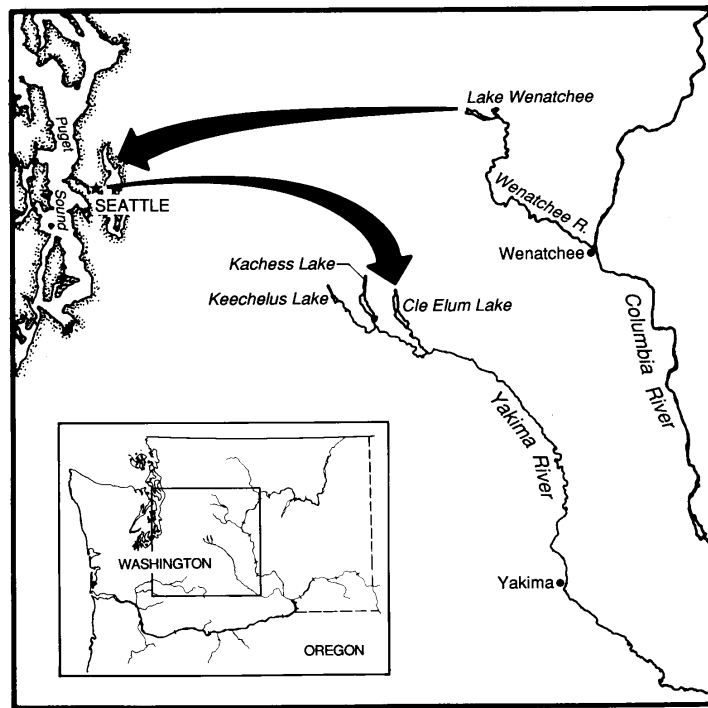 Lake Wenatchee
Puget
Sound
SEATTLE
Wenatchee R.
Wenatchee
Kachess Lake
Keechelus Lake
Cle Elum Lake
Columbia River
Yakima River
Yakima
WASHINGTON
OREGON